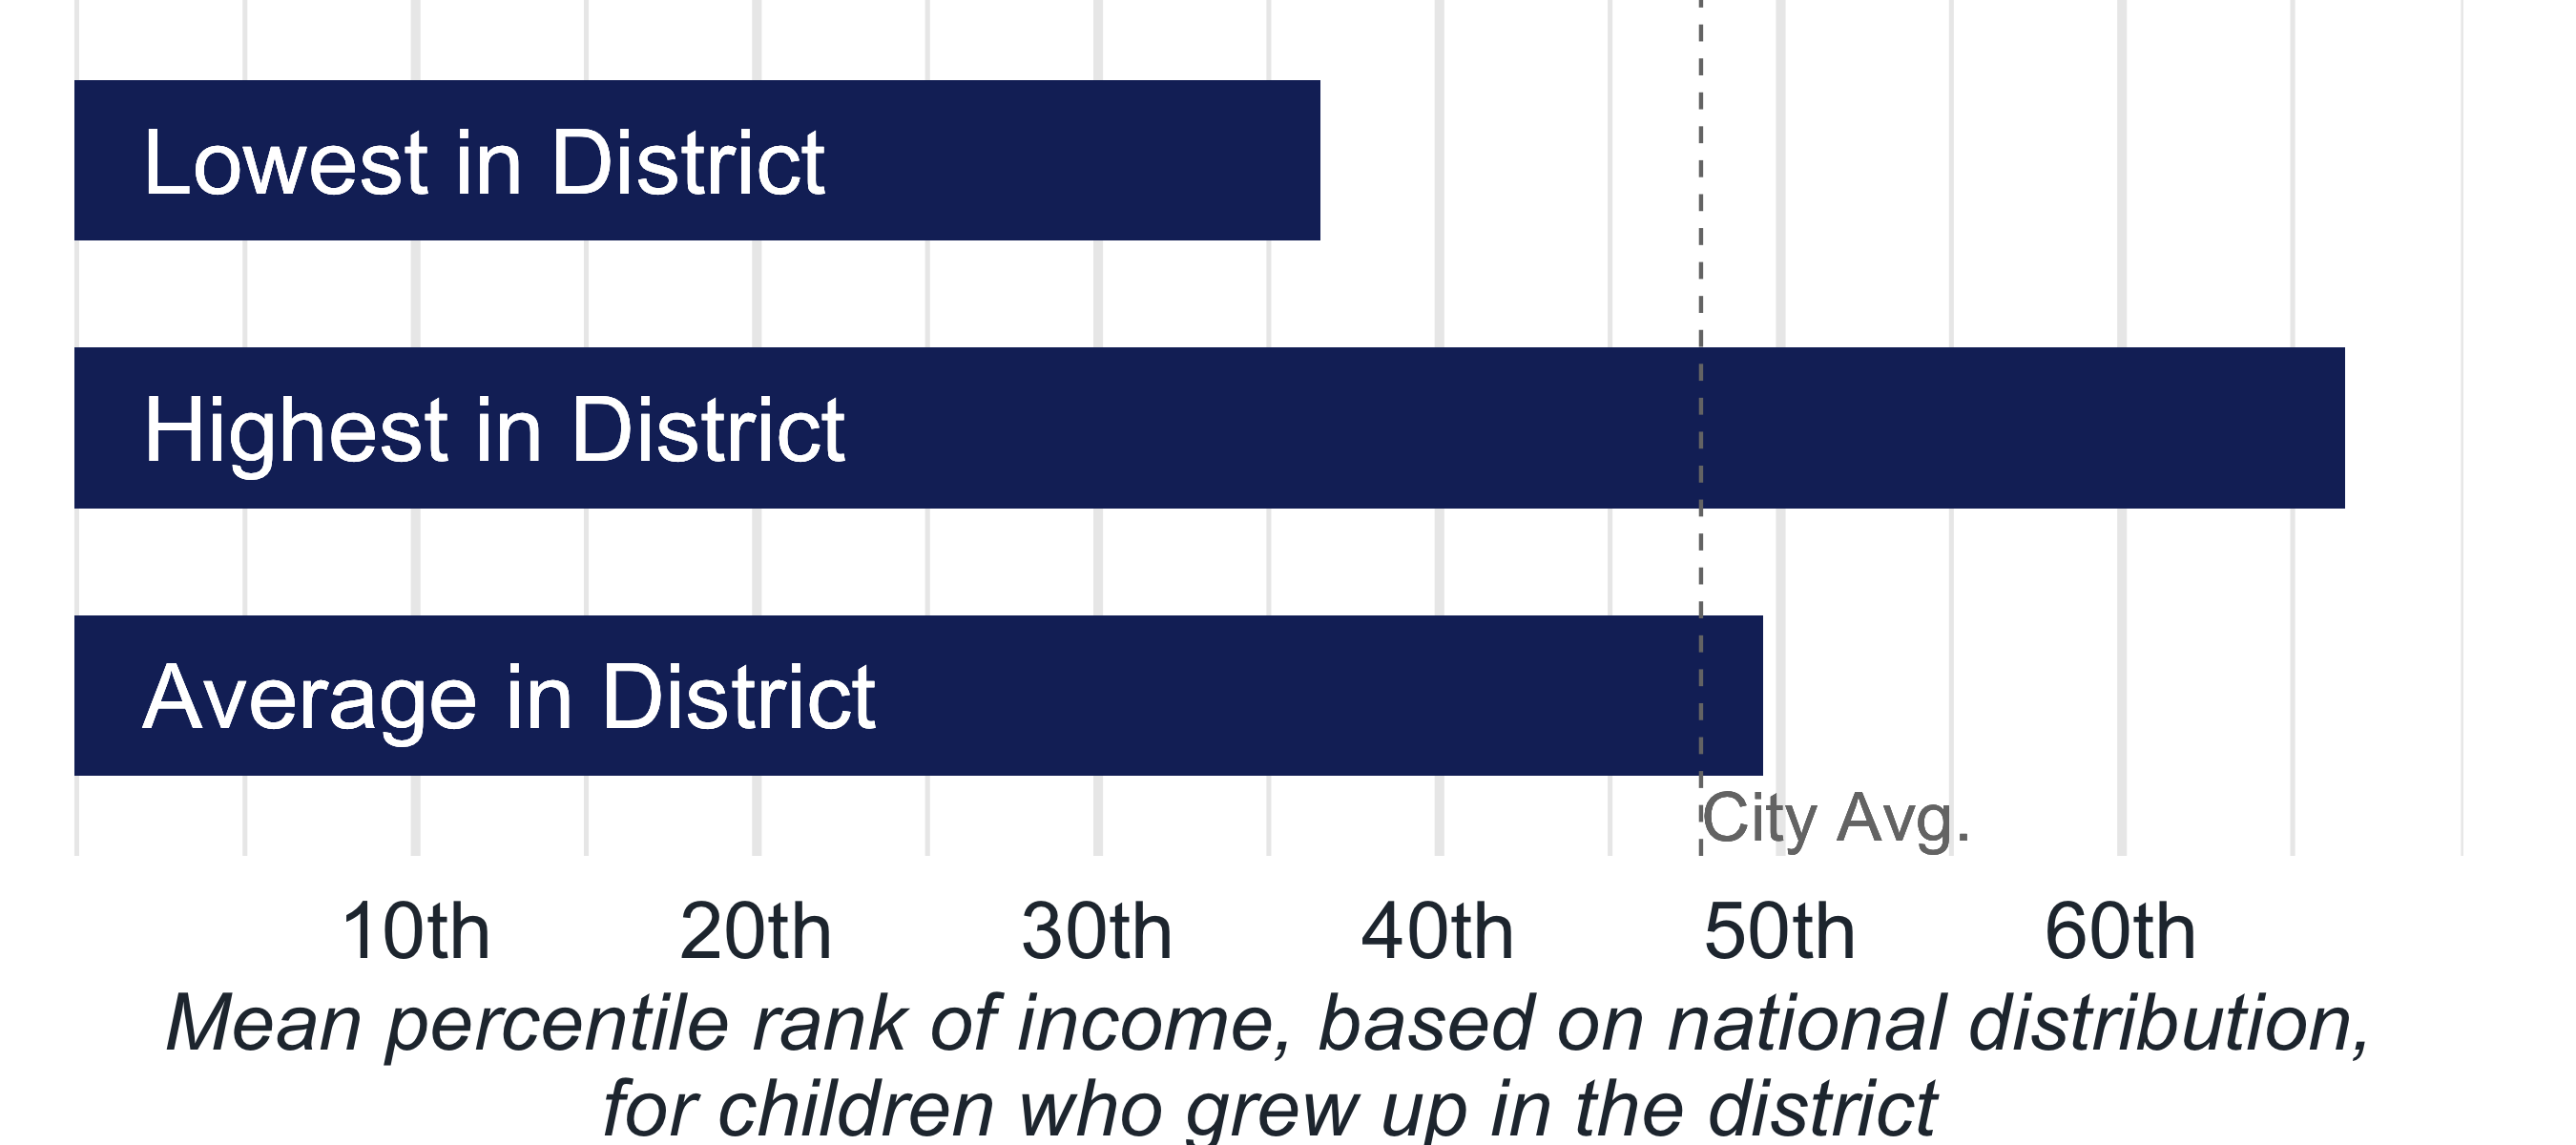 Lowest in District
Highest in District
Average in District
City Avg.
10th 20th 30th 40th 50th 60th
Mean percentile rank of income, based on national distribution,
for children who grew up in the district